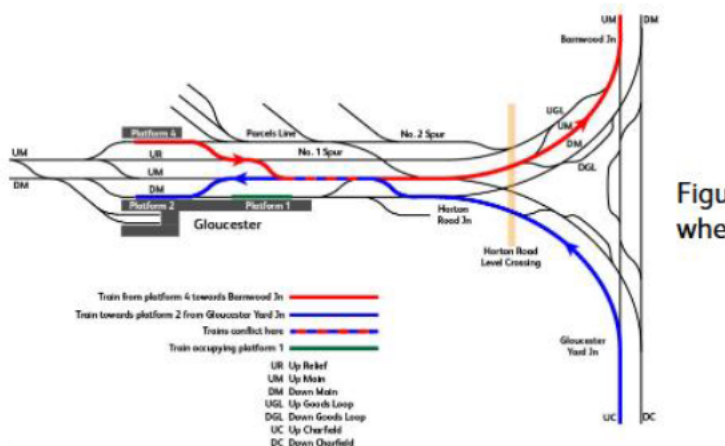 UM
DM
Barnwood Jn
Platform 4
Parcels Line
No. 2 Spur
UGL
UM
UM
UR
No. 1 Spur
DM
UM
DGL
DM
DM
Platform 2
Platform 1
Horton
Road Jn
Gloucester
Horton Road
Level Crossing
Figu
whe
Train from platform 4 towards Barnwood Jn
Train towards platform 2 from Gloucester Yard Jn
Trains conflict here
Train occupying platform 1
Gloucester
Yard Jn
UR Up Relief
UM Up Main
DM Down Main
UGL Up Goods Loop
DGL Down Goods Loop
UC Up Charfield
DC Down Charfield
UC
DC